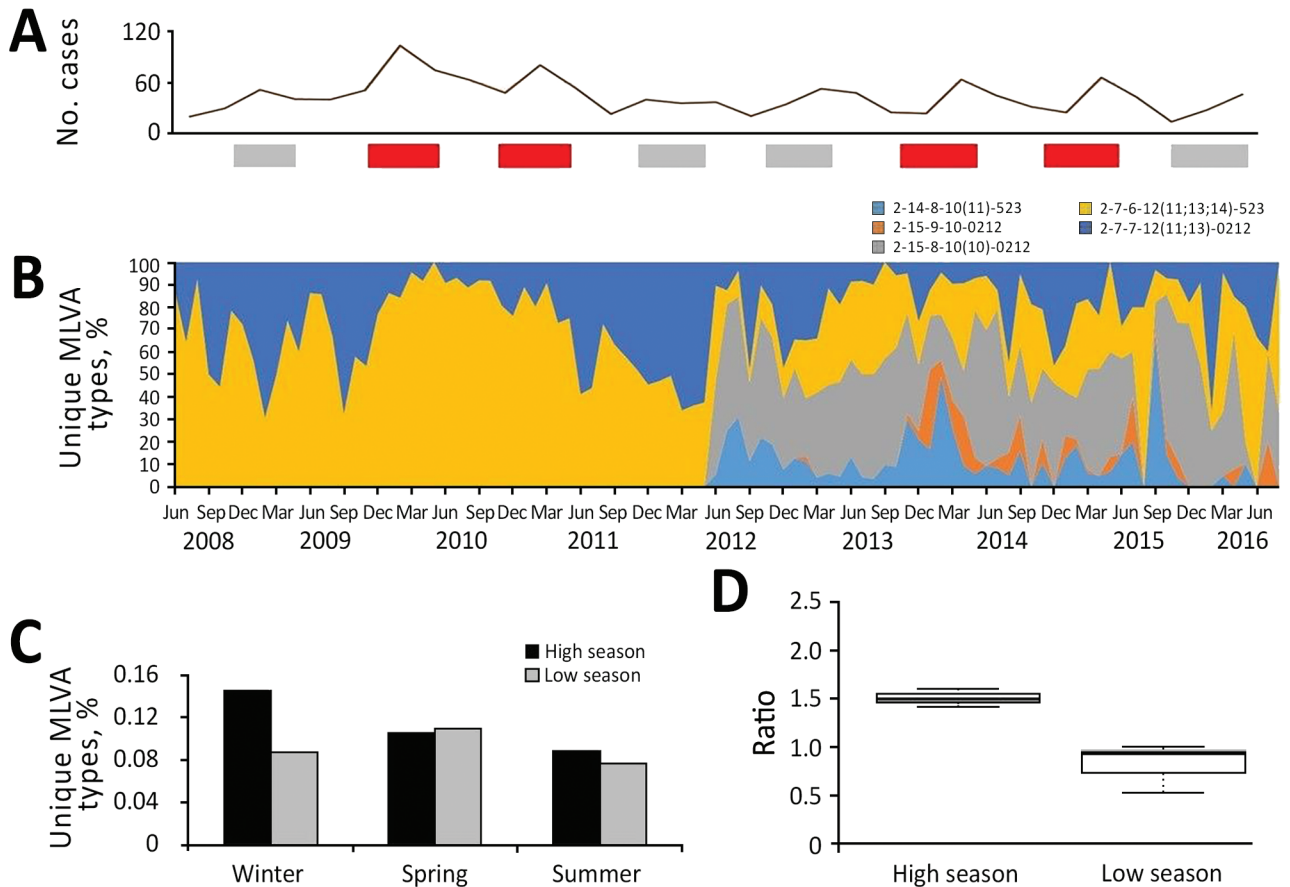 A
No. cases
120
60
0
2-14-8-10(11)-523
2-15-9-10-0212
2-15-8-10(10)-0212
2-7-6-12(11;13;14)-523
2-7-7-12(11;13)-0212
B
Unique MLVA
types, %
100
90
80
70
60
50
40
30
20
10
0
Jun Sep Dec Mar Jun Sep Dec Mar Jun Sep Dec Mar Jun Sep Dec Mar Jun Sep Dec Mar Jun Sep Dec Mar Jun Sep Dec Mar Jun Sep Dec Mar Jun
2008 2009 2010 2011 2012 2013 2014 2015 2016
C
Unique MLVA
types, %
0.16
0.12
0.08
0.04
0
High season
Low season
Winter Spring Summer
D
Ratio
2.5
2.0
1.5
1.0
0.5
0
High season Low season